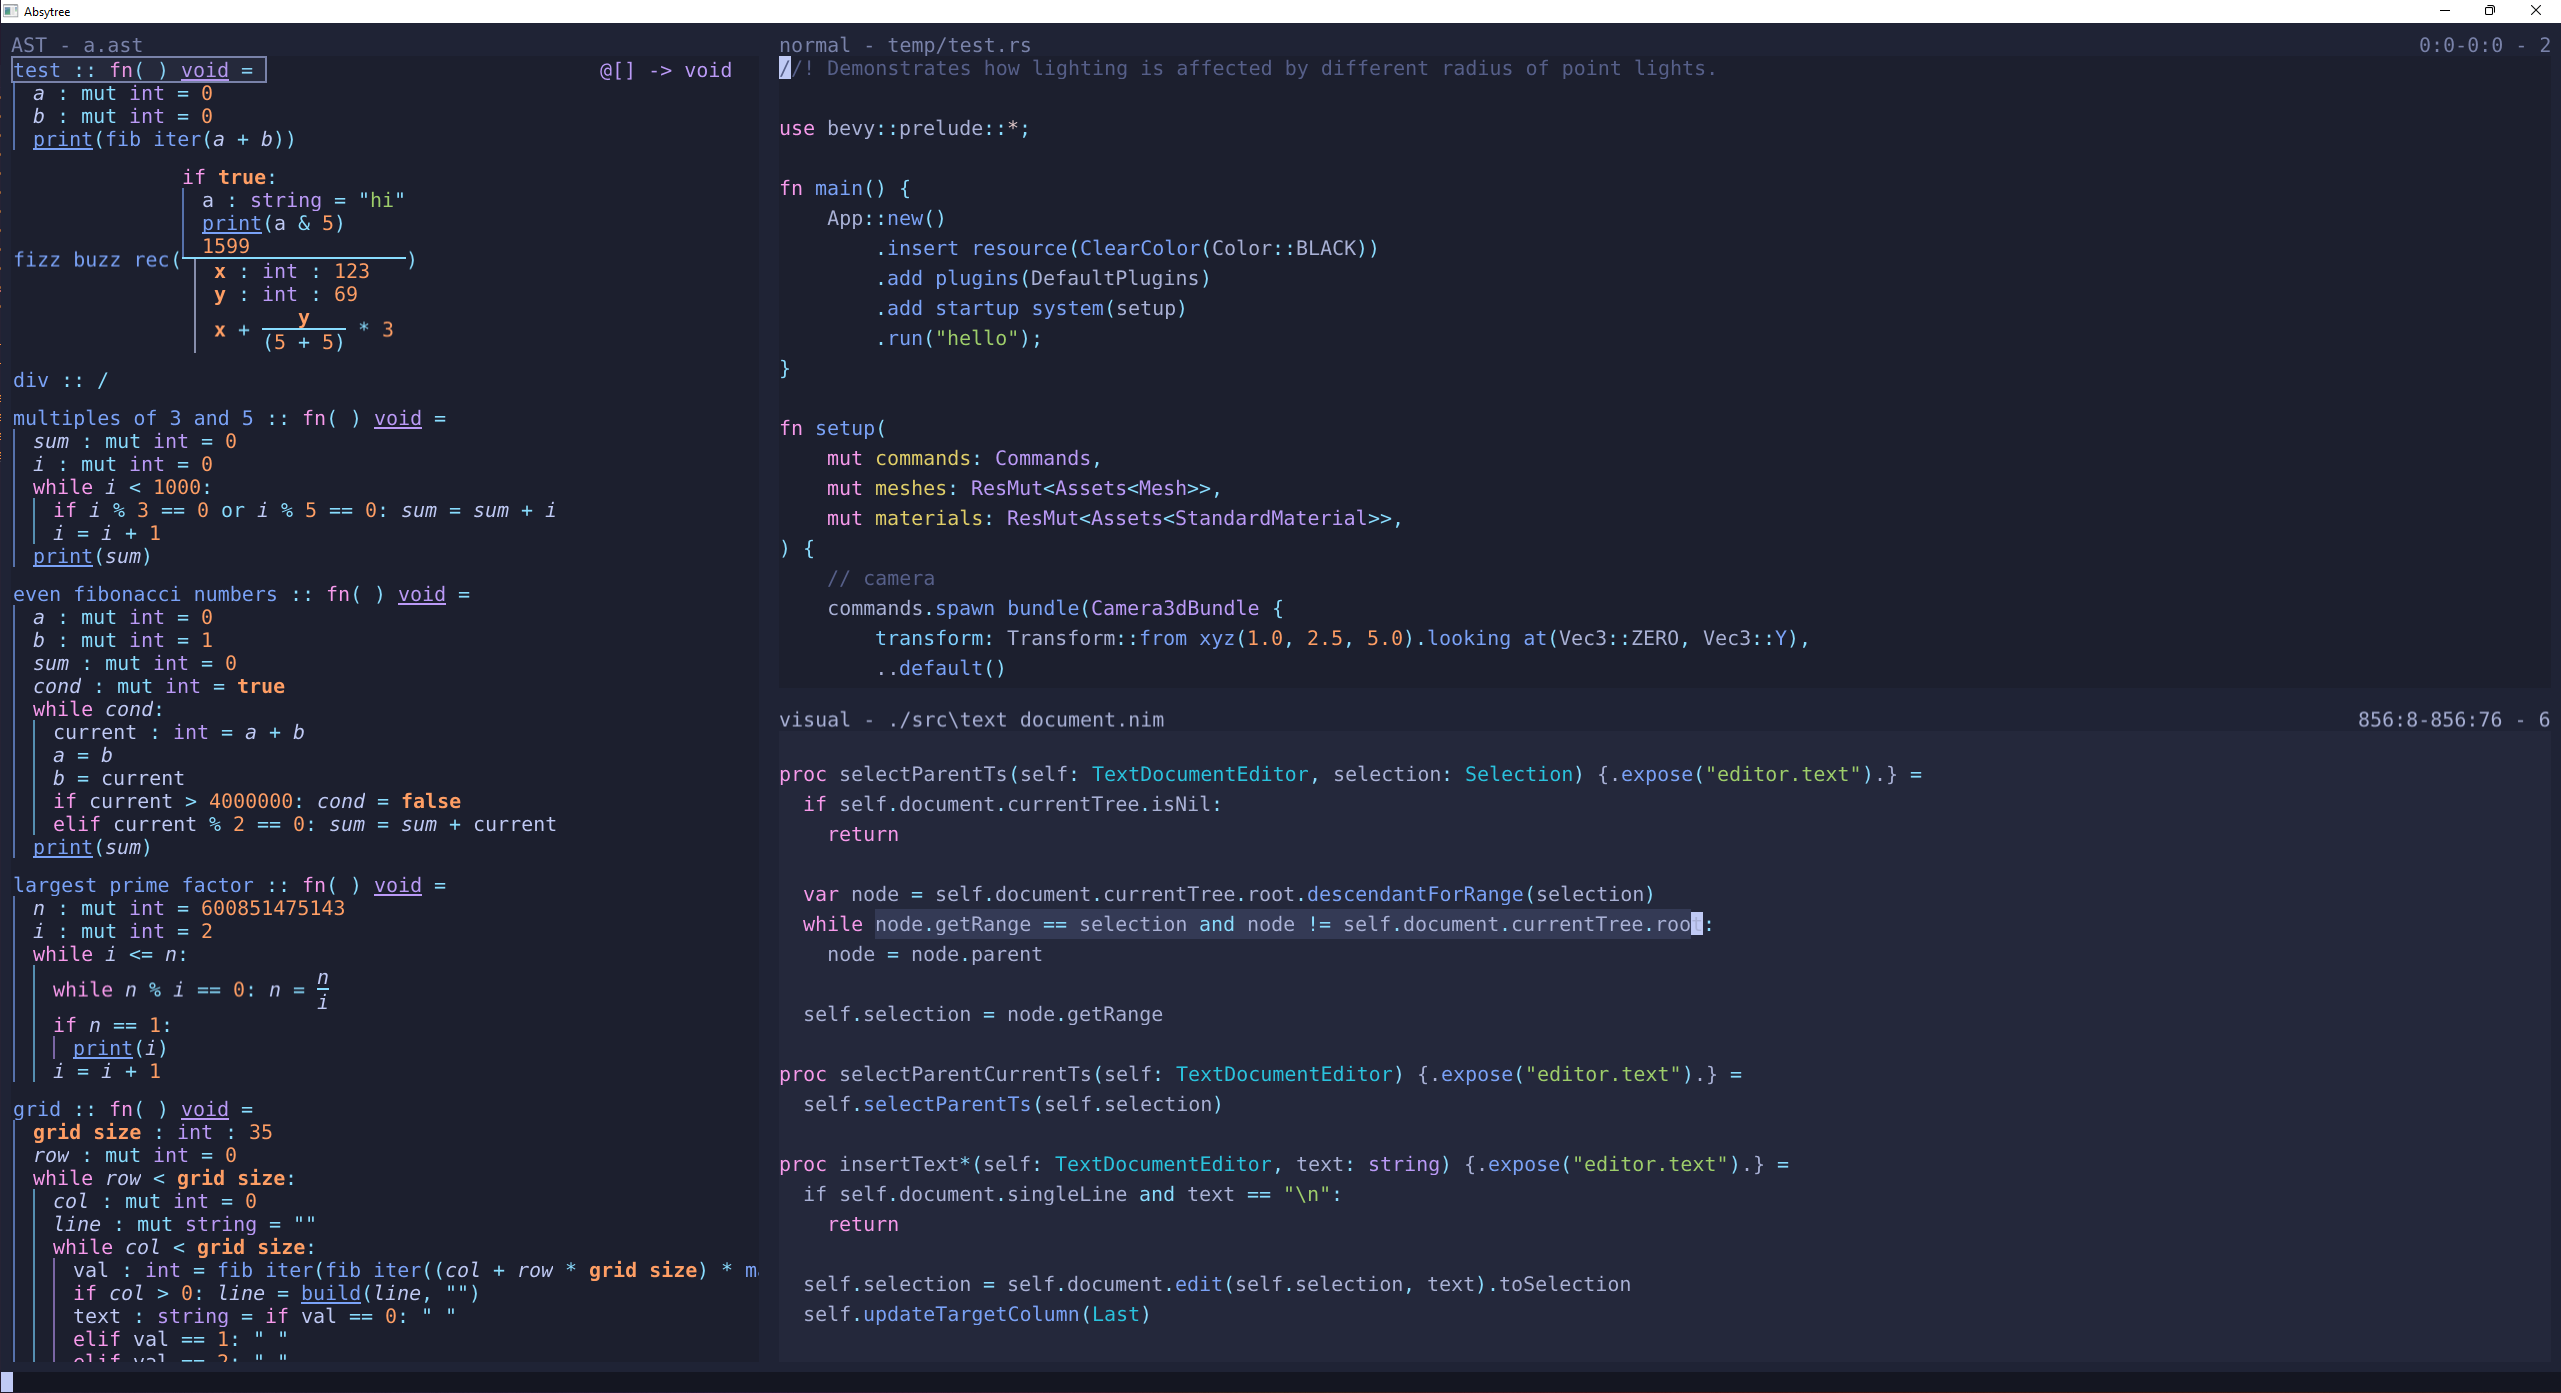 Absytree
AST - a.ast
test :: fn( ) void =
@[] -> void
a : mut int = 0
b : mut int = 0
print(fib iter(a + b))
if true:
a : string = "hi"
print(a & 5)
1599
fizz buzz rec( )
x : int : 123
y : int : 69
y
x + * 3
(5 + 5)
div :: /
multiples of 3 and 5 :: fn( ) void =
sum : mut int = 0
i : mut int = 0
while i < 1000:
if i % 3 == 0 or i % 5 == 0: sum = sum + i
i = i + 1
print(sum)
even fibonacci numbers :: fn( ) void =
a : mut int = 0
b : mut int = 1
sum : mut int = 0
cond : mut int = true
while cond:
current : int = a + b
a = b
b = current
if current > 4000000: cond = false
elif current % 2 == 0: sum = sum + current
print(sum)
largest prime factor :: fn( ) void =
n : mut int = 600851475143
i : mut int = 2
while i <= n:
n
while n % i == 0: n =
i
if n == 1:
print(i)
i = i + 1
grid :: fn( ) void =
grid size : int : 35
row : mut int = 0
while row < grid size:
col : mut int = 0
line : mut string = ""
while col < grid size:
val : int = fib iter(fib iter((col + row * grid size) * m
if col > 0: line = build(line, "")
text : string = if val == 0: " "
elif val == 1: " "
elif val == 2: " "
normal - temp/test.rs
0:0-0:0 - 2
//! Demonstrates how lighting is affected by different radius of point lights.
use bevy::prelude::*;
fn main() {
App::new()
.insert resource(ClearColor(Color::BLACK))
.add plugins(DefaultPlugins)
.add startup system(setup)
.run("hello");
}
fn setup(
mut commands: Commands,
mut meshes: ResMut<Assets<Mesh>>,
mut materials: ResMut<Assets<StandardMaterial>>,
) {
// camera
commands.spawn bundle(Camera3dBundle {
transform: Transform::from xyz(1.0, 2.5, 5.0).looking at(Vec3::ZERO, Vec3::Y),
..default()
visual - ./src\text document.nim
856:8-856:76 - 6
proc selectParentTs(self: TextDocumentEditor, selection: Selection) {.expose("editor.text").} =
if self.document.currentTree.isNil:
return
var node = self.document.currentTree.root.descendantForRange(selection)
while node.getRange == selection and node != self.document.currentTree.root:
node = node.parent
self.selection = node.getRange
proc selectParentCurrentTs(self: TextDocumentEditor) {.expose("editor.text").} =
self.selectParentTs(self.selection)
proc insertText*(self: TextDocumentEditor, text: string) {.expose("editor.text").} =
if self.document.singleLine and text == "\n":
return
self.selection = self.document.edit(self.selection, text).toSelection
self.updateTargetColumn(Last)